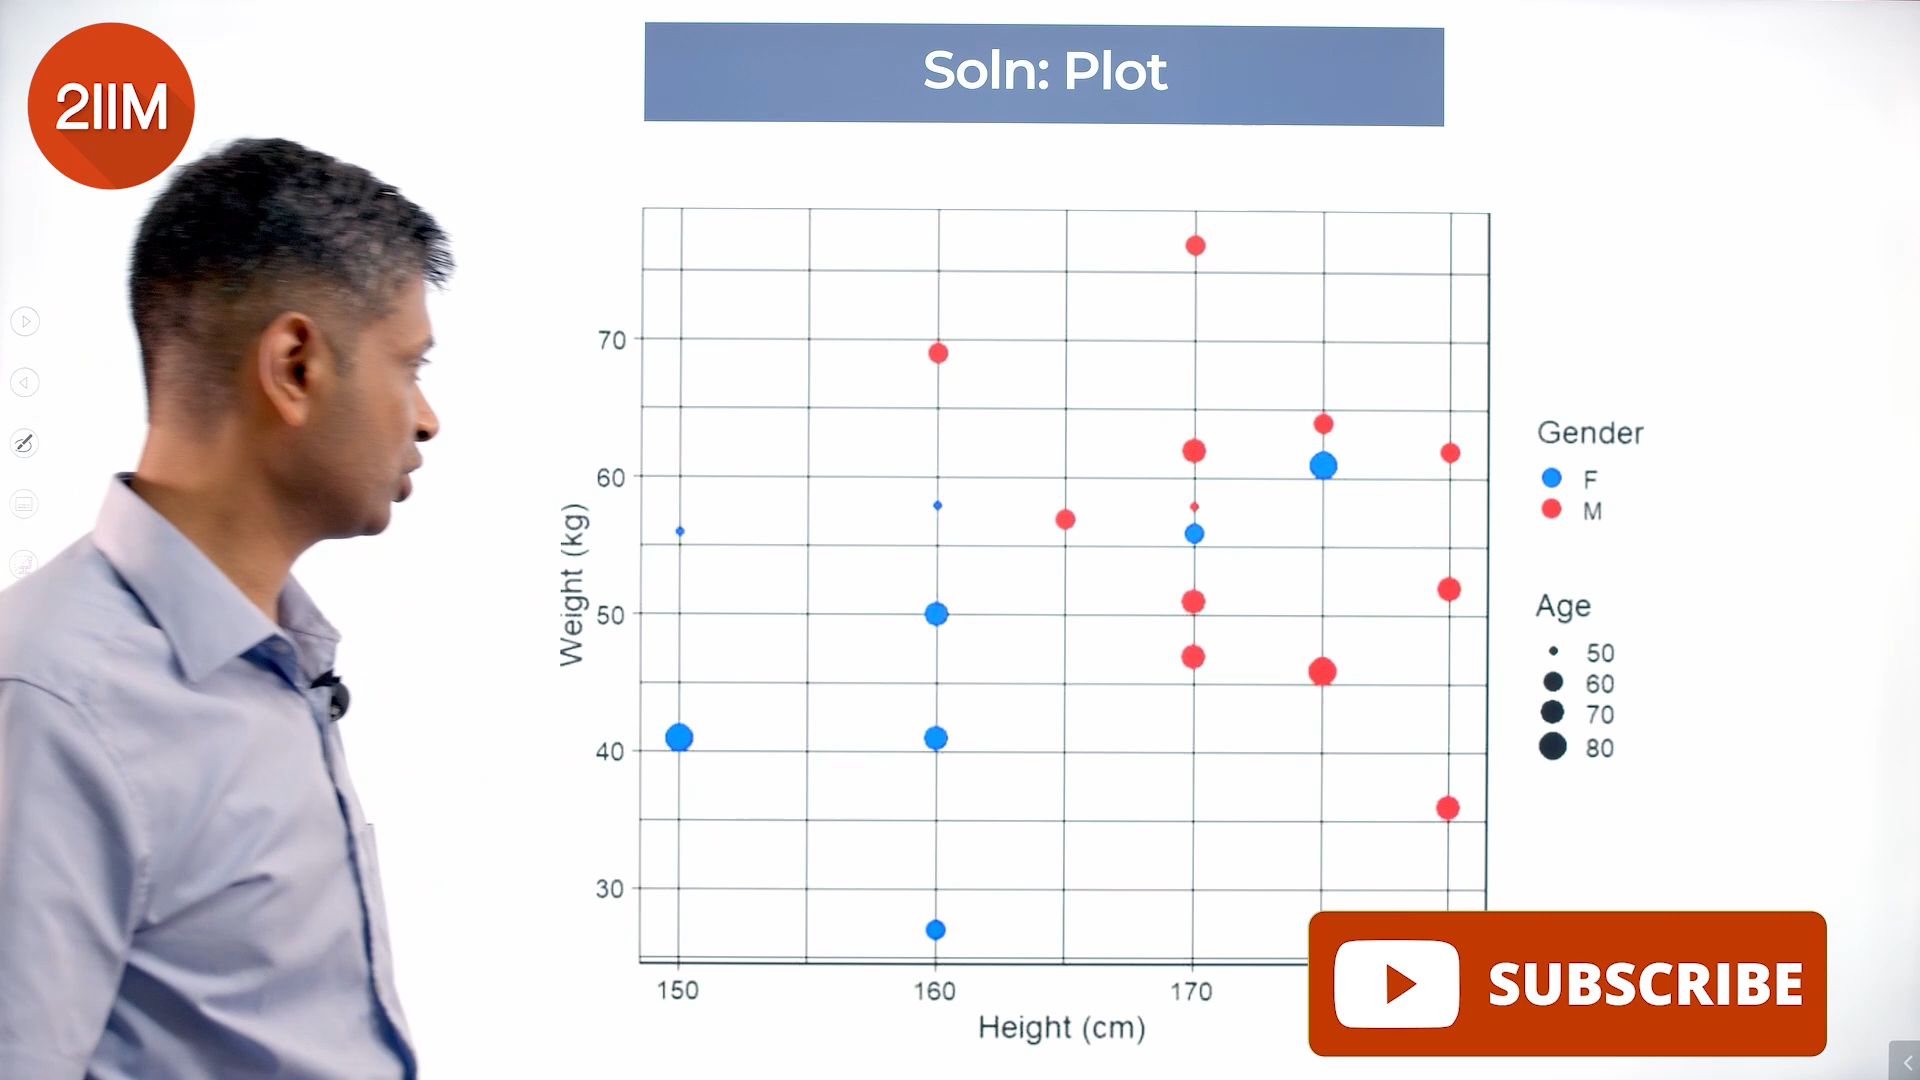 2IIM
Soln: Plot
70
60
50
40
30
Weight (kg)
150
160
170
Height (cm)
Gender
F
M
Age
50
60
70
80
SUBSCRIBE